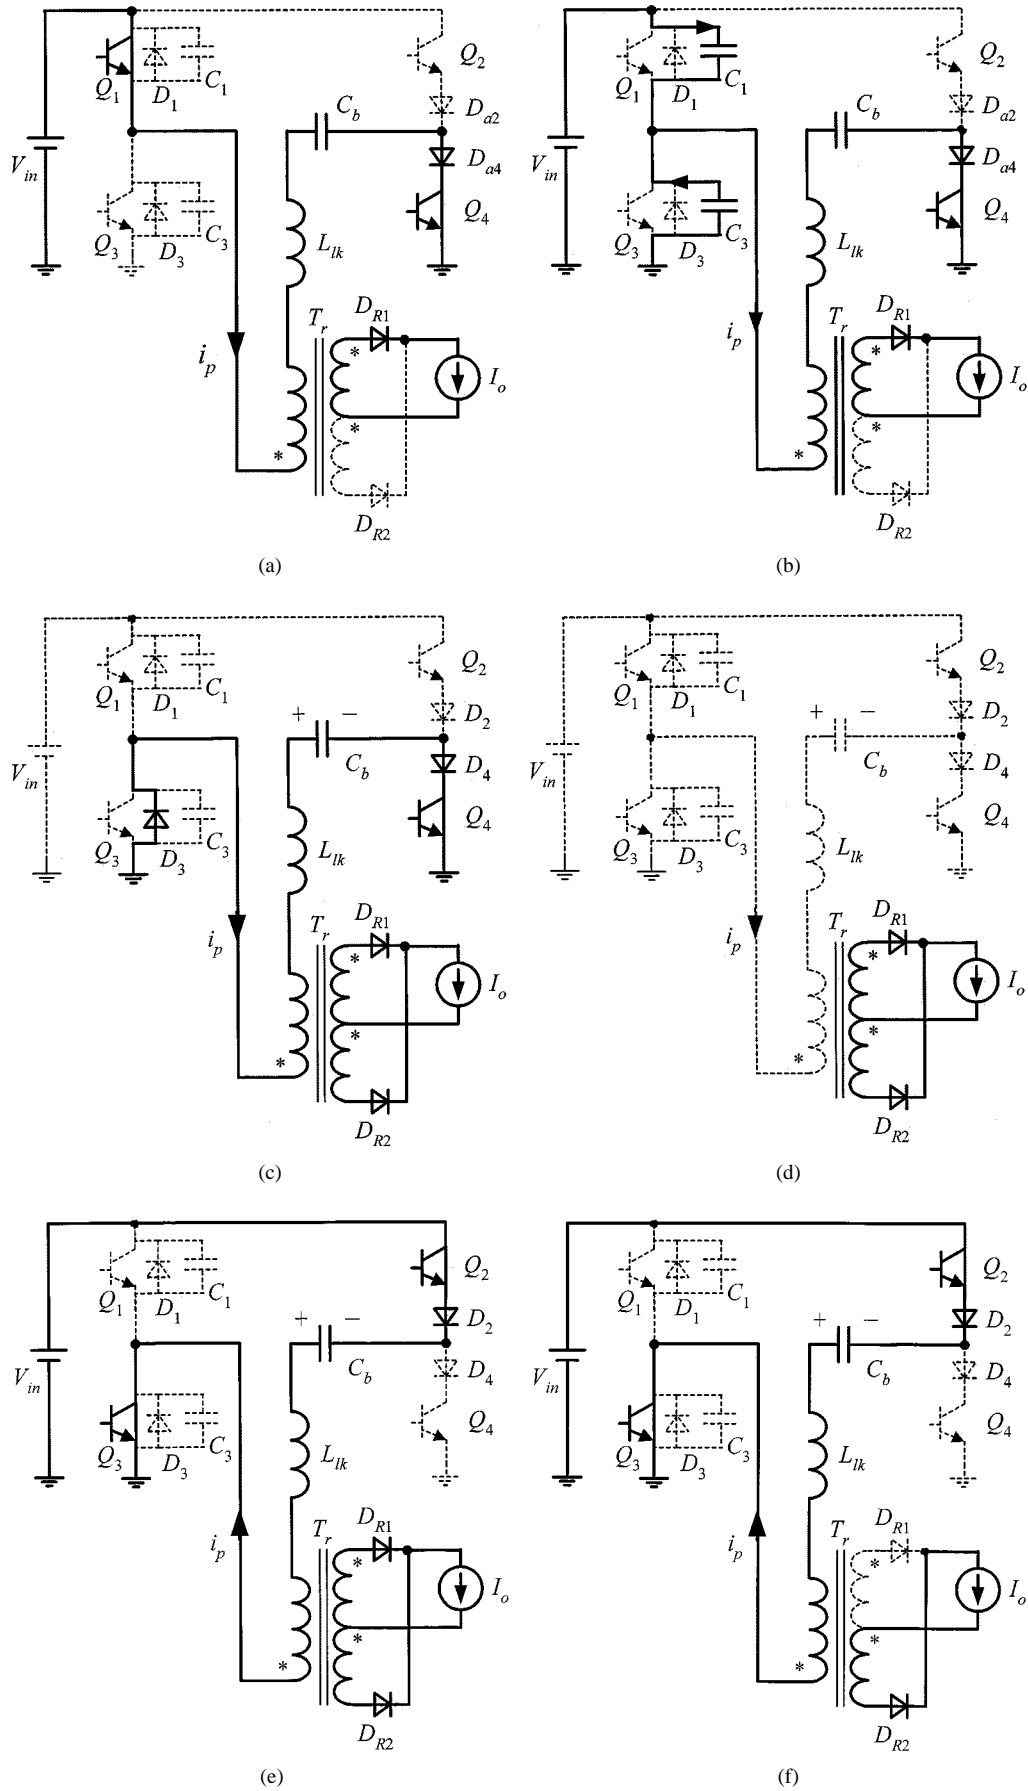 Q1 D1 C1 Q2
Da2
Vin Cb Da4
Q3 D3 C3 Q4
Llk
ip Tr DR1 Io
* * *
DR2
(a)
Q1 D1 C1 Q2
Da2
Vin Cb Da4
Q3 D3 C3 Q4
Llk
ip Tr DR1 Io
* * *
DR2
(b)
Q1 D1 C1 Q2
D2
Vin + Cb − D4
Q3 D3 C3 Q4
Llk
ip Tr DR1 Io
* * *
DR2
(c)
Q1 D1 C1 Q2
D2
Vin + Cb − D4
Q3 D3 C3 Q4
Llk
ip Tr DR1 Io
* * *
DR2
(d)
Q1 D1 C1 Q2
D2
Vin + Cb − D4
Q3 D3 C3 Q4
Llk
ip Tr DR1 Io
* * *
DR2
(e)
Q1 D1 C1 Q2
D2
Vin + Cb − D4
Q3 D3 C3 Q4
Llk
ip Tr DR1 Io
* * *
DR2
(f)